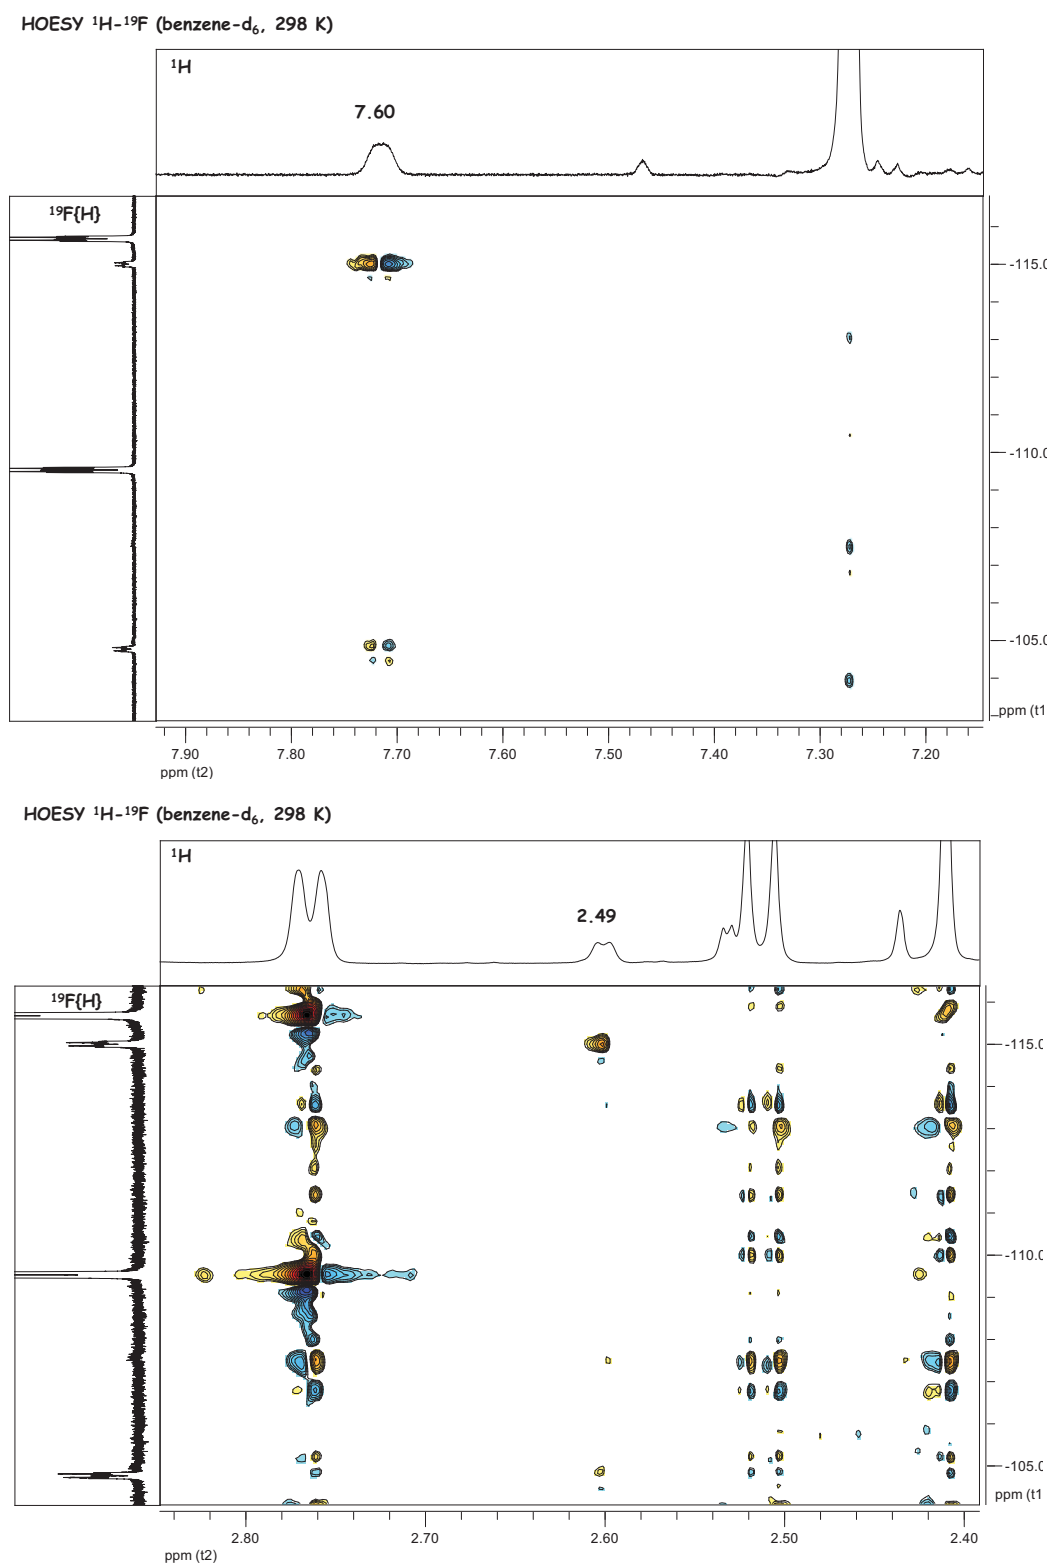 HOESY ¹H-¹⁹F (benzene-d₆, 298 K)
¹H
7.60
¹⁹F{H}
-115.0
-110.0
-105.0
ppm (t1
7.90 7.80 7.70 7.60 7.50 7.40 7.30 7.20
ppm (t2)
HOESY ¹H-¹⁹F (benzene-d₆, 298 K)
¹H
2.49
¹⁹F{H}
-115.0
-110.0
-105.0
ppm (t1
2.80 2.70 2.60 2.50 2.40
ppm (t2)